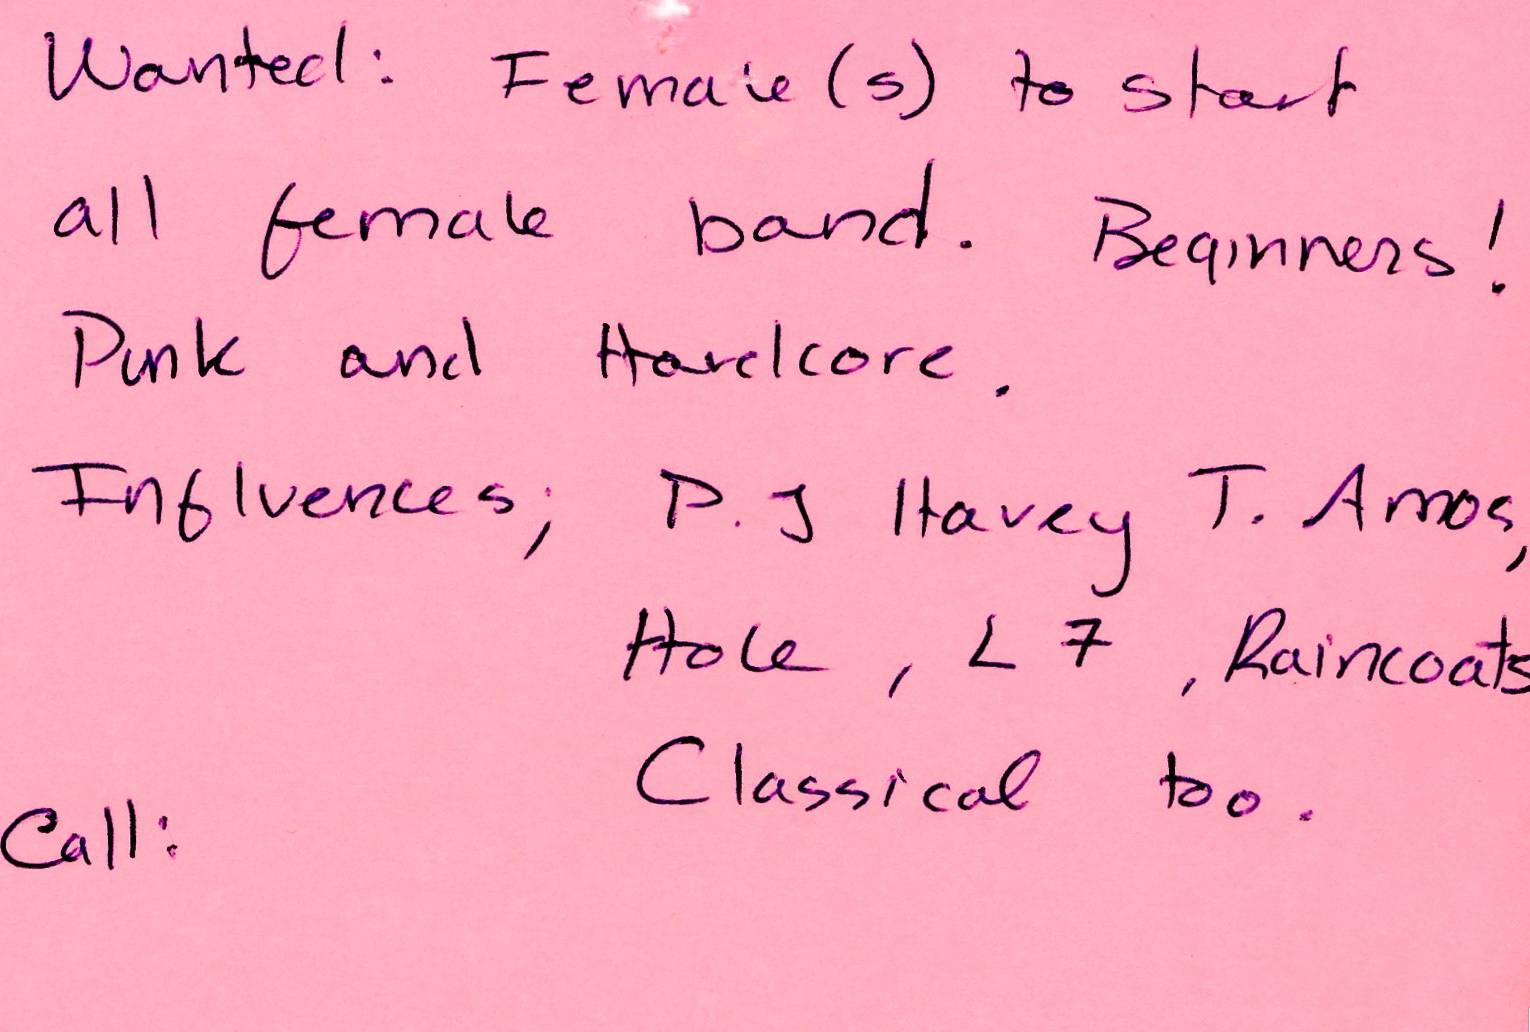 Wanted: Female(s) to start
all female band. Beginners!
Punk and Hardcore.
Influences; P.J Havey T. Amos,
Hole, L7, Raincoats
Classical too.
Call: